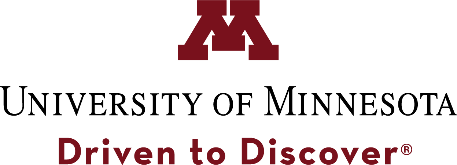 M
UNIVERSITY OF MINNESOTA
Driven to Discover®